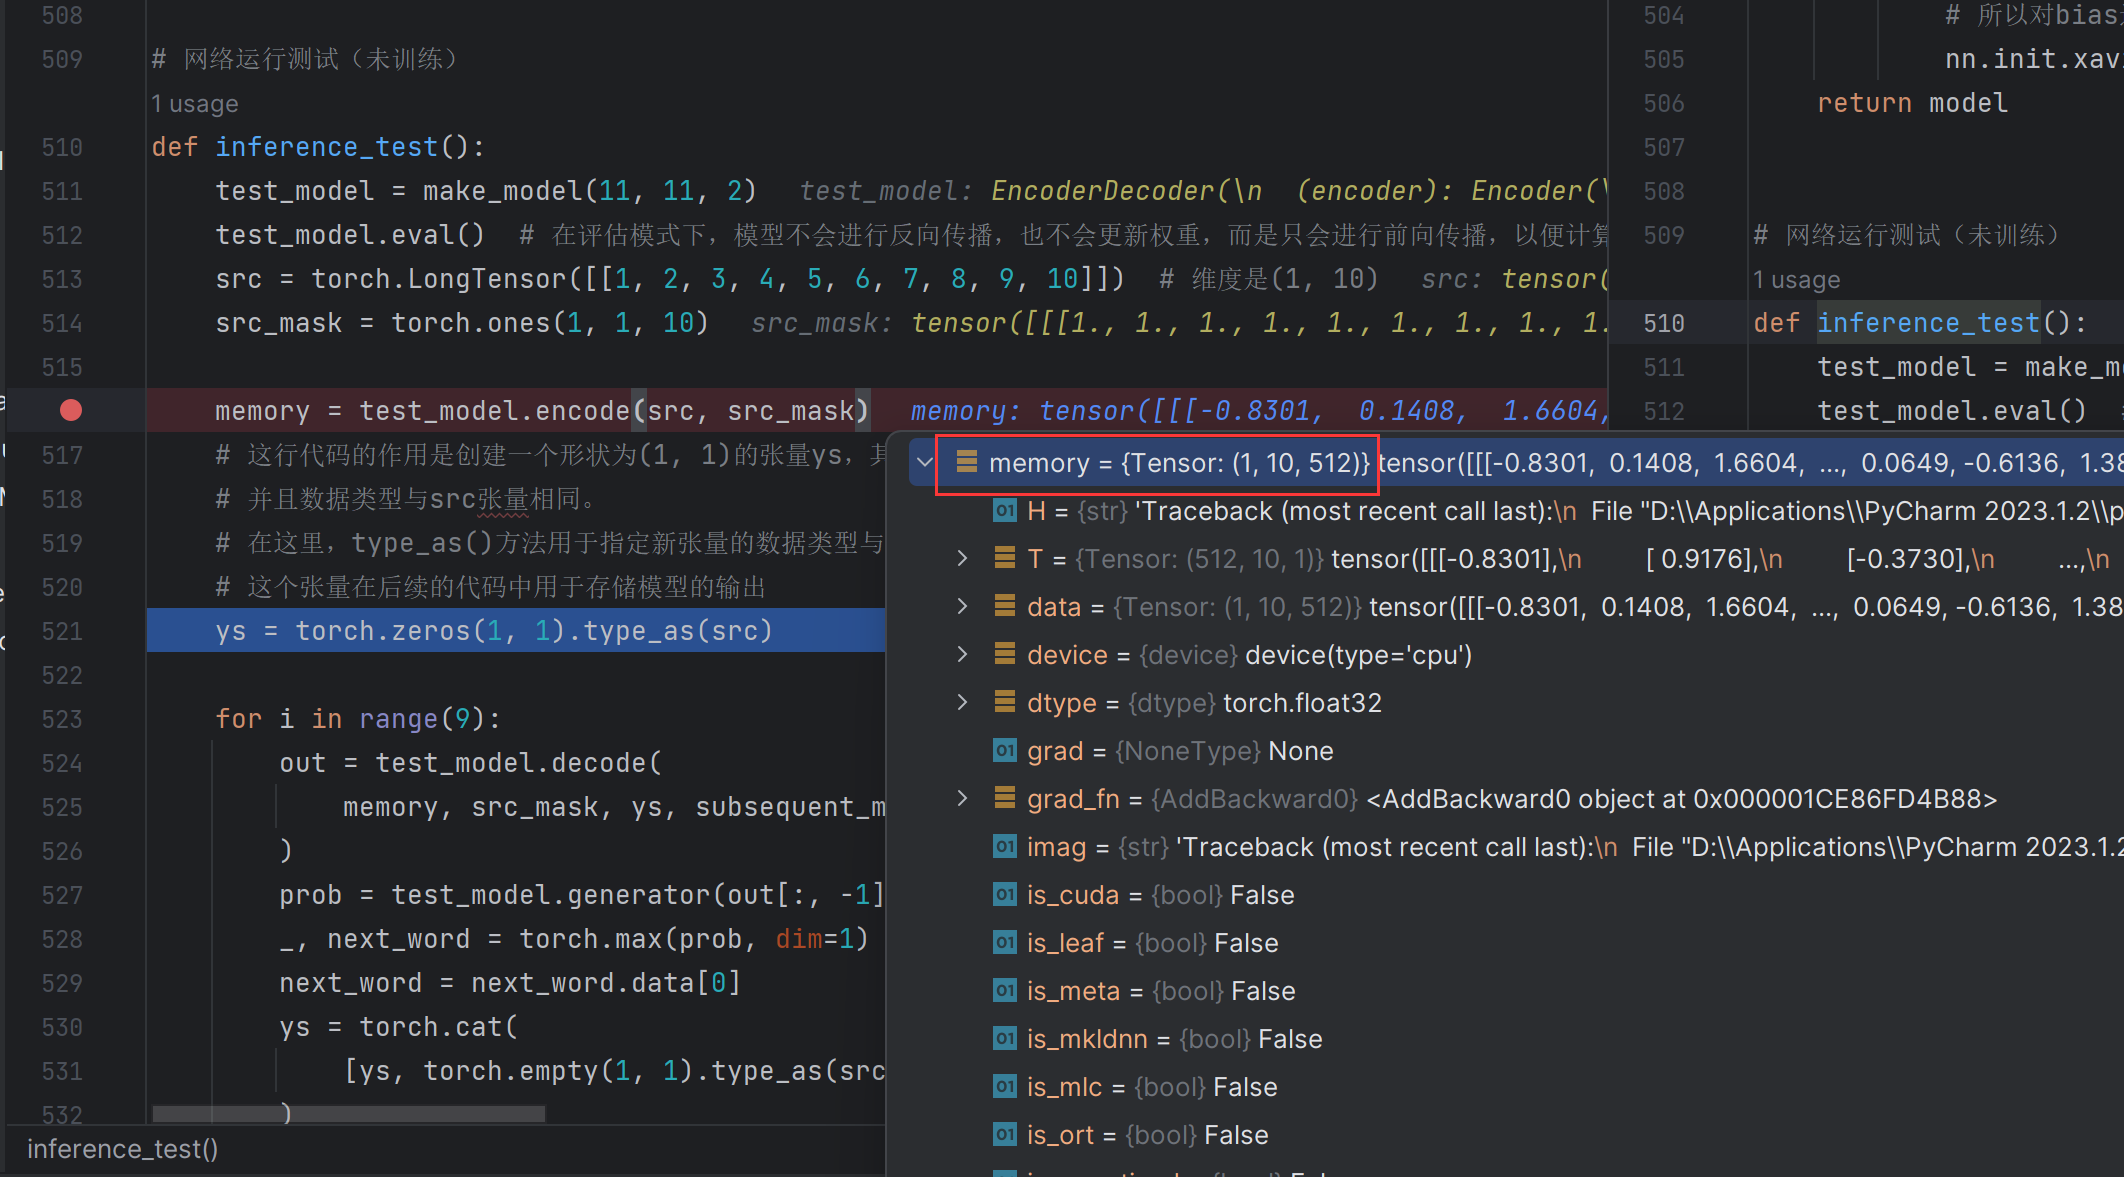 508
509 # 网络运行测试（未训练）
1 usage
510 def inference_test():
511 test_model = make_model(11, 11, 2) test_model: EncoderDecoder(\n (encoder): Encoder(\
512 test_model.eval() # 在评估模式下，模型不会进行反向传播，也不会更新权重，而是只会进行前向传播，以便计算
513 src = torch.LongTensor([[1, 2, 3, 4, 5, 6, 7, 8, 9, 10]]) # 维度是(1, 10) src: tensor(
514 src_mask = torch.ones(1, 1, 10) src_mask: tensor([[[1., 1., 1., 1., 1., 1., 1., 1., 1.
515
memory = test_model.encode(src, src_mask) memory: tensor([[[-0.8301, 0.1408, 1.6604,
517 # 这行代码的作用是创建一个形状为(1, 1)的张量ys，其
518 # 并且数据类型与src张量相同。
519 # 在这里，type_as()方法用于指定新张量的数据类型与
520 # 这个张量在后续的代码中用于存储模型的输出
521 ys = torch.zeros(1, 1).type_as(src)
522
523 for i in range(9):
524 out = test_model.decode(
525 memory, src_mask, ys, subsequent_m
526 )
527 prob = test_model.generator(out[:, -1]
528 _, next_word = torch.max(prob, dim=1)
529 next_word = next_word.data[0]
530 ys = torch.cat(
531 [ys, torch.empty(1, 1).type_as(src
532 )
inference_test()
504 # 所以对bias
505 nn.init.xav
506 return model
507
508
509 # 网络运行测试（未训练）
1 usage
510 def inference_test():
511 test_model = make_m
512 test_model.eval()
memory = {Tensor: (1, 10, 512)} tensor([[[-0.8301, 0.1408, 1.6604, ..., 0.0649, -0.6136, 1.38
H = {str} 'Traceback (most recent call last):\n File "D:\\Applications\\PyCharm 2023.1.2\\p
T = {Tensor: (512, 10, 1)} tensor([[[-0.8301],\n [ 0.9176],\n [-0.3730],\n ...,\n
data = {Tensor: (1, 10, 512)} tensor([[[-0.8301, 0.1408, 1.6604, ..., 0.0649, -0.6136, 1.38
device = {device} device(type='cpu')
dtype = {dtype} torch.float32
grad = {NoneType} None
grad_fn = {AddBackward0} <AddBackward0 object at 0x000001CE86FD4B88>
imag = {str} 'Traceback (most recent call last):\n File "D:\\Applications\\PyCharm 2023.1.2
is_cuda = {bool} False
is_leaf = {bool} False
is_meta = {bool} False
is_mkldnn = {bool} False
is_mlc = {bool} False
is_ort = {bool} False